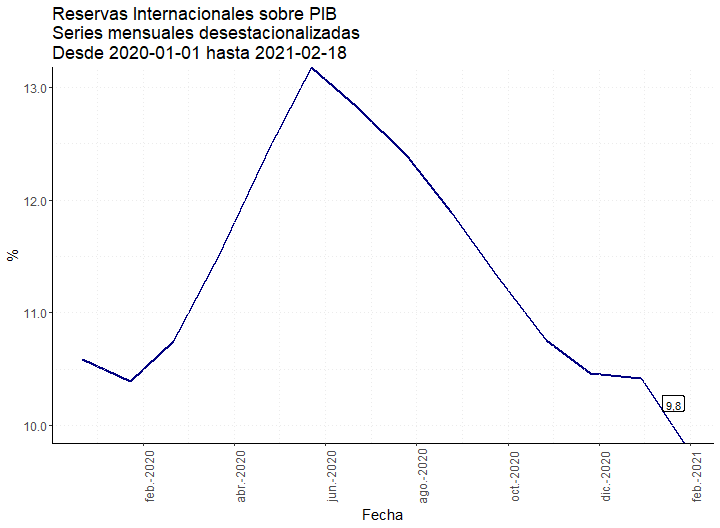 Reservas Internacionales sobre PIB
Series mensuales desestacionalizadas
Desde 2020-01-01 hasta 2021-02-18
13.0
12.0
11.0
10.0
%
9,8
feb.-2020
abr.-2020
jun.-2020
ago.-2020
oct.-2020
dic.-2020
feb.-2021
Fecha